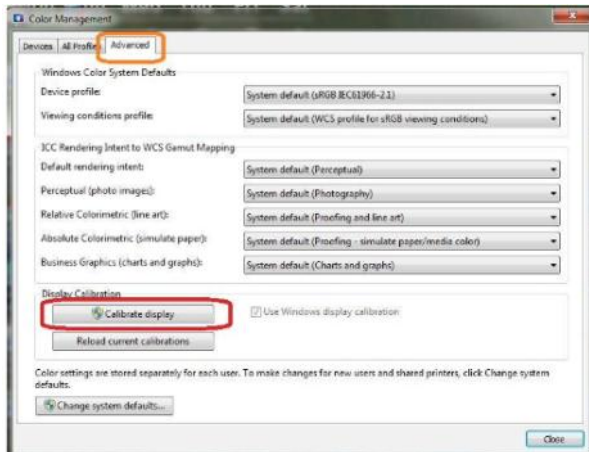 Color Management
Devices All Profiles Advanced
Windows Color System Defaults
Device profile: System default (sRGB IEC61966-2.1)
Viewing conditions profile: System default (WCS profile for sRGB viewing conditions)
ICC Rendering Intent to WCS Gamut Mapping
Default rendering intent: System default (Perceptual)
Perceptual (photo images): System default (Photography)
Relative Colorimetric (line art): System default (Proofing and line art)
Absolute Colorimetric (simulate paper): System default (Proofing - simulate paper/media color)
Business Graphics (charts and graphs): System default (Charts and graphs)
Display Calibration
Calibrate display Use Windows display calibration
Reload current calibrations
Color settings are stored separately for each user. To make changes for new users and shared printers, click Change system
defaults.
Change system defaults...
Close